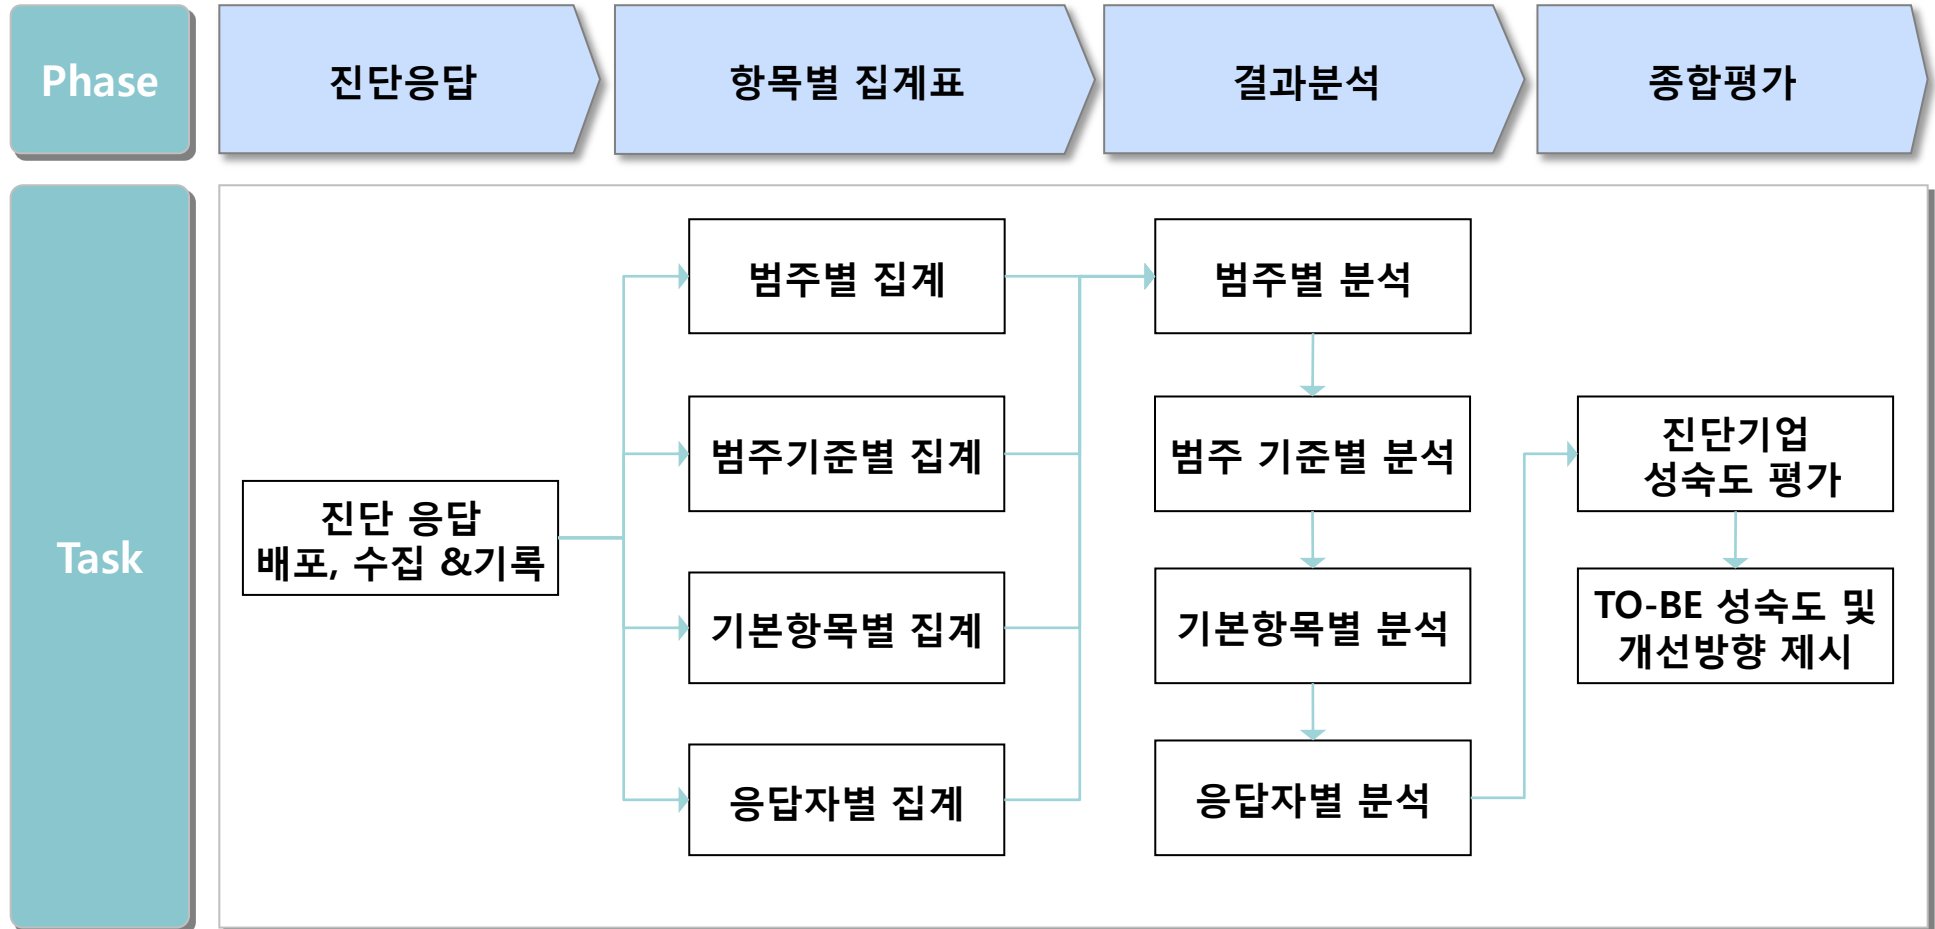 Phase
진단응답
항목별 집계표
결과분석
종합평가
Task
진단 응답
배포, 수집 &기록
범주별 집계
범주기준별 집계
기본항목별 집계
응답자별 집계
범주별 분석
범주 기준별 분석
기본항목별 분석
응답자별 분석
진단기업
성숙도 평가
TO-BE 성숙도 및
개선방향 제시